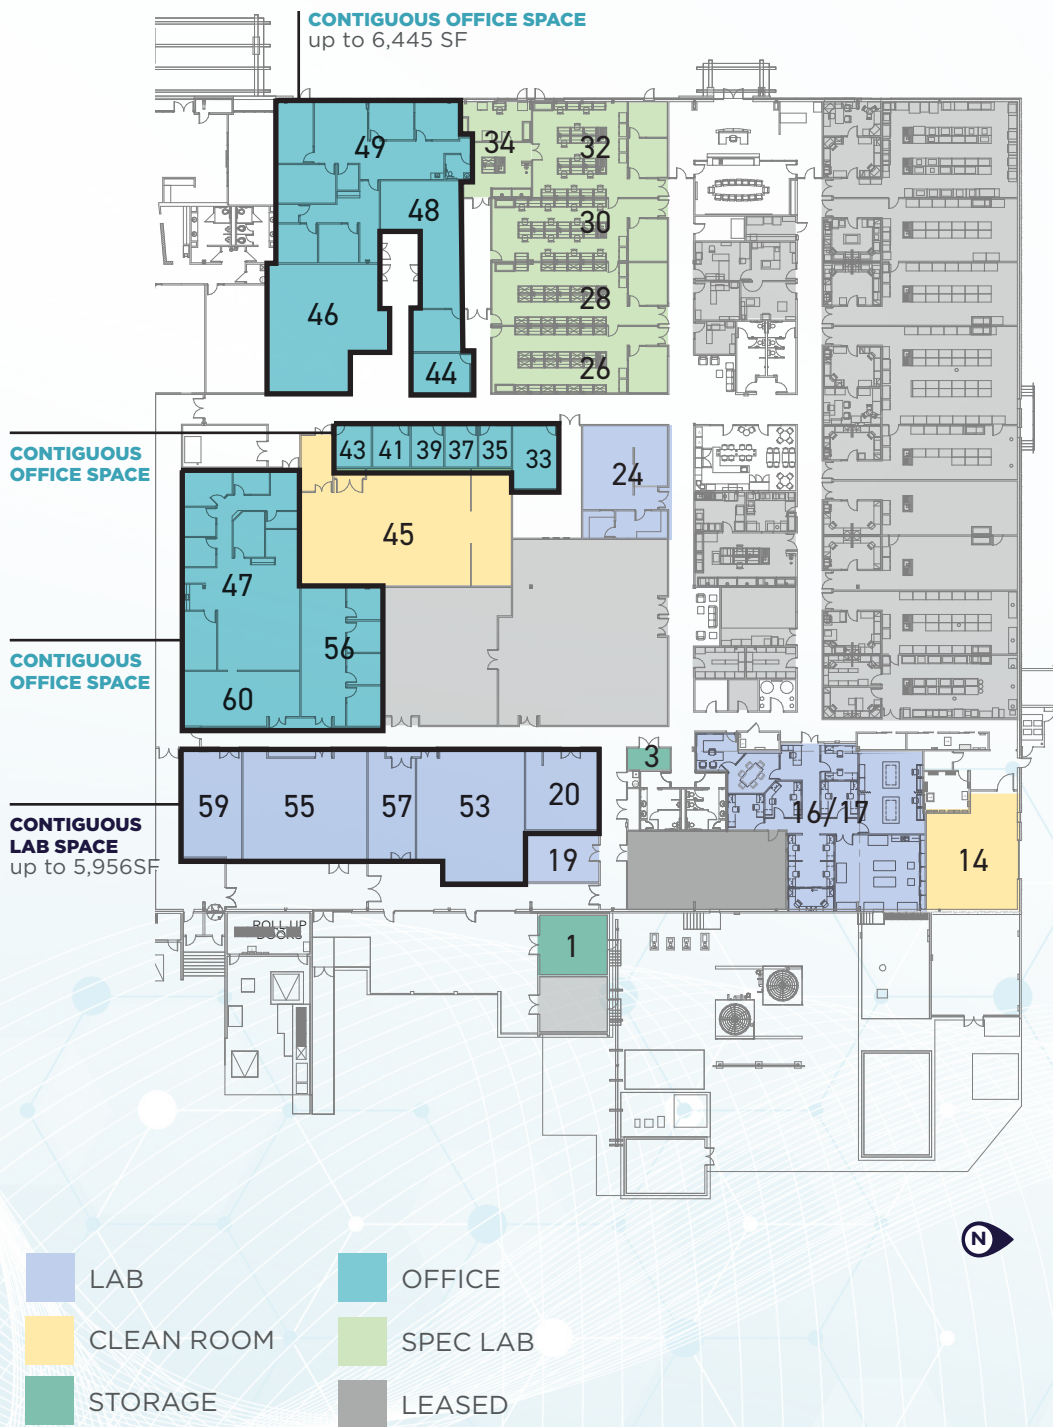 CONTIGUOUS OFFICE SPACE
up to 6,445 SF
34
32
49
48
30
46
28
44
26
CONTIGUOUS
OFFICE SPACE
43 41 39 37 35 33
24
45
47
56
CONTIGUOUS
OFFICE SPACE
60
3
59 55 57 53 20
16/17
CONTIGUOUS
LAB SPACE
up to 5,956SF
19
14
ROLL UP
DOORS
1
N
LAB
OFFICE
CLEAN ROOM
SPEC LAB
STORAGE
LEASED